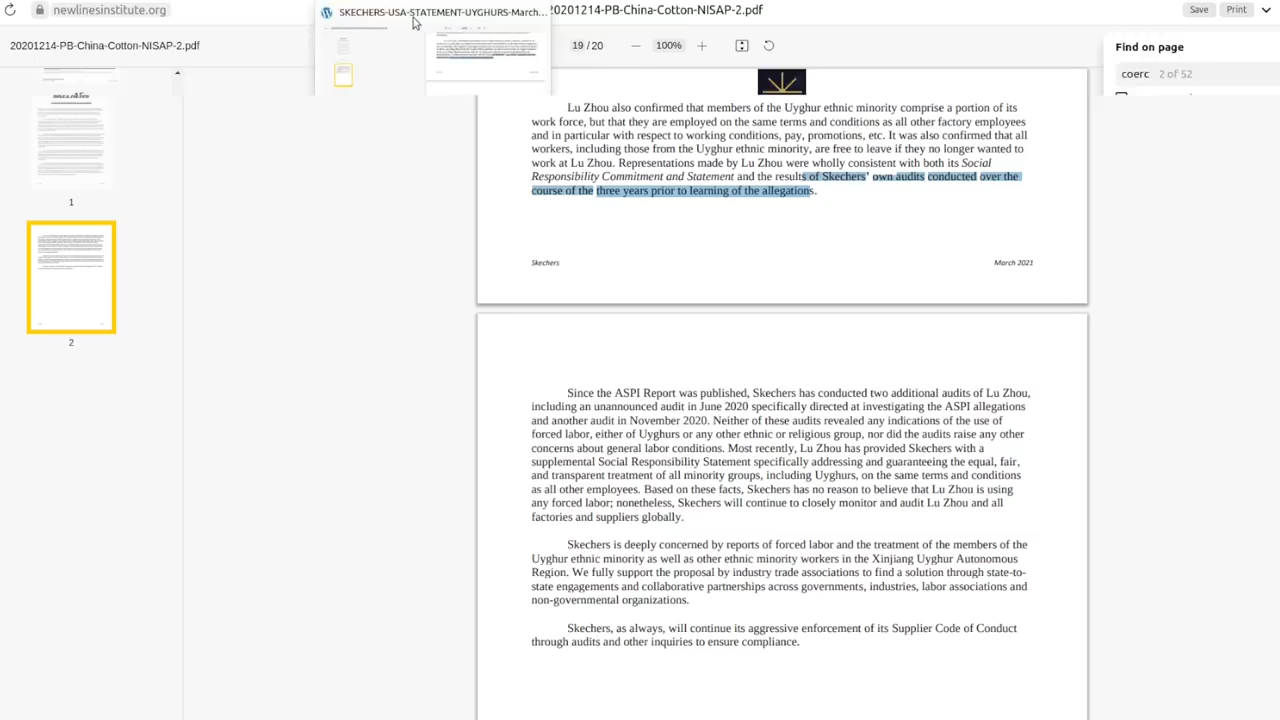 newlinesinstitute.org
SKECHERS-USA-STATEMENT-UYGHURS-March...
20201214-PB-China-Cotton-NISAP-2.pdf
Save
Print
20201214-PB-China-Cotton-NISAP-
19 / 20
100%
Find on
coerc 2 of 52
1
2
Lu Zhou also confirmed that members of the Uyghur ethnic minority comprise a portion of its
work force, but that they are employed on the same terms and conditions as all other factory employees
and in particular with respect to working conditions, pay, promotions, etc. It was also confirmed that all
workers, including those from the Uyghur ethnic minority, are free to leave if they no longer wanted to
work at Lu Zhou. Representations made by Lu Zhou were wholly consistent with both its Social
Responsibility Commitment and Statement and the results of Skechers' own audits conducted over the
course of the three years prior to learning of the allegations.
Skechers
March 2021
Since the ASPI Report was published, Skechers has conducted two additional audits of Lu Zhou,
including an unannounced audit in June 2020 specifically directed at investigating the ASPI allegations
and another audit in November 2020. Neither of these audits revealed any indications of the use of
forced labor, either of Uyghurs or any other ethnic or religious group, nor did the audits raise any other
concerns about general labor conditions. Most recently, Lu Zhou has provided Skechers with a
supplemental Social Responsibility Statement specifically addressing and guaranteeing the equal, fair,
and transparent treatment of all minority groups, including Uyghurs, on the same terms and conditions
as all other employees. Based on these facts, Skechers has no reason to believe that Lu Zhou is using
any forced labor; nonetheless, Skechers will continue to closely monitor and audit Lu Zhou and all
factories and suppliers globally.
Skechers is deeply concerned by reports of forced labor and the treatment of the members of the
Uyghur ethnic minority as well as other ethnic minority workers in the Xinjiang Uyghur Autonomous
Region. We fully support the proposal by industry trade associations to find a solution through state-to-
state engagements and collaborative partnerships across governments, industries, labor associations and
non-governmental organizations.
Skechers, as always, will continue its aggressive enforcement of its Supplier Code of Conduct
through audits and other inquiries to ensure compliance.